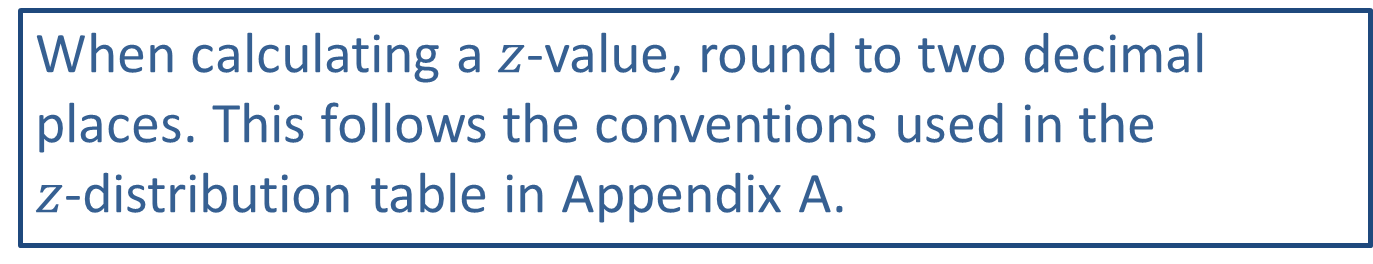 When calculating a z-value, round to two decimal
places. This follows the conventions used in the
z-distribution table in Appendix A.